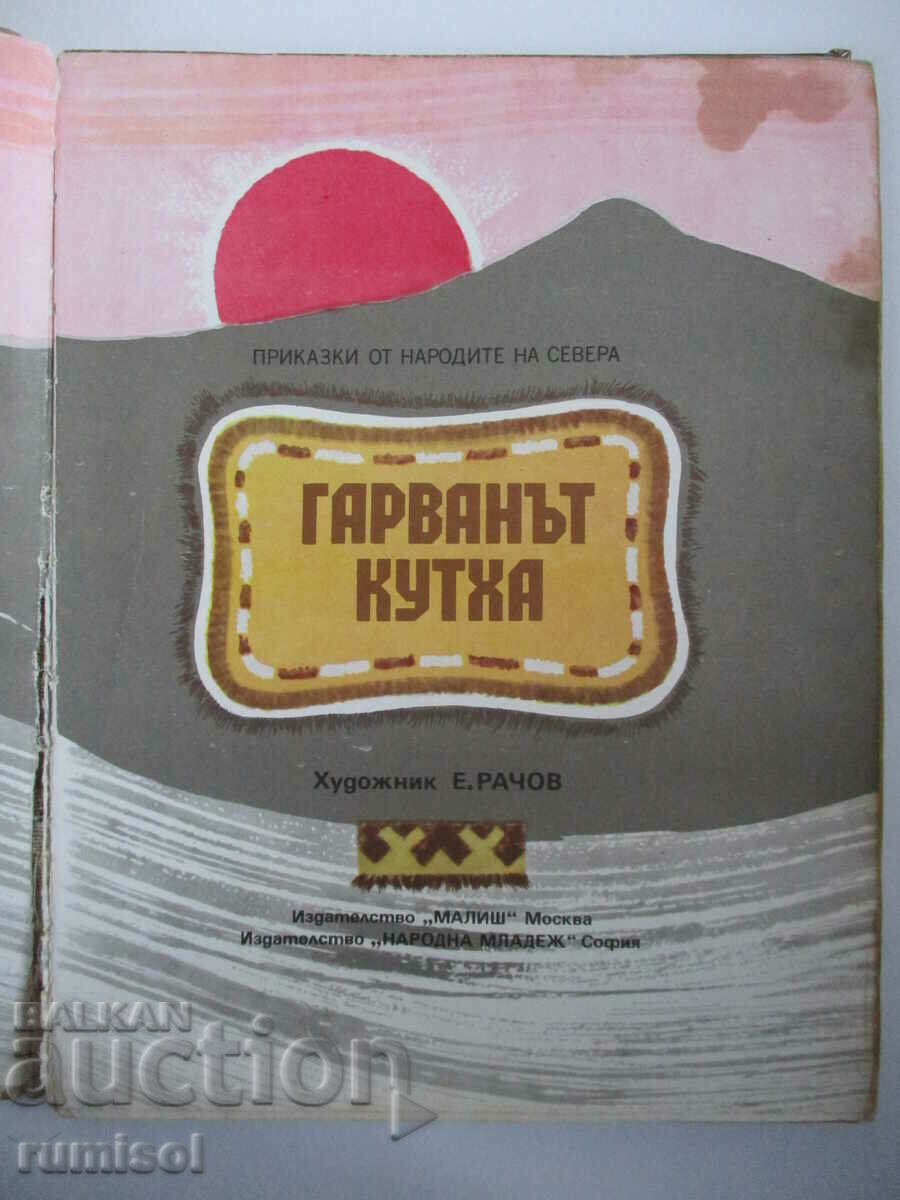 ПРИКАЗКИ ОТ НАРОДИТЕ НА СЕВЕРА
ГАРВАНЪТ
КУТХА
Художник Е.РАЧОВ
Издателство „МАЛИШ“ Москва
Издателство „НАРОДНА МЛАДЕЖ“ София
BALKAN
auction
rumisol